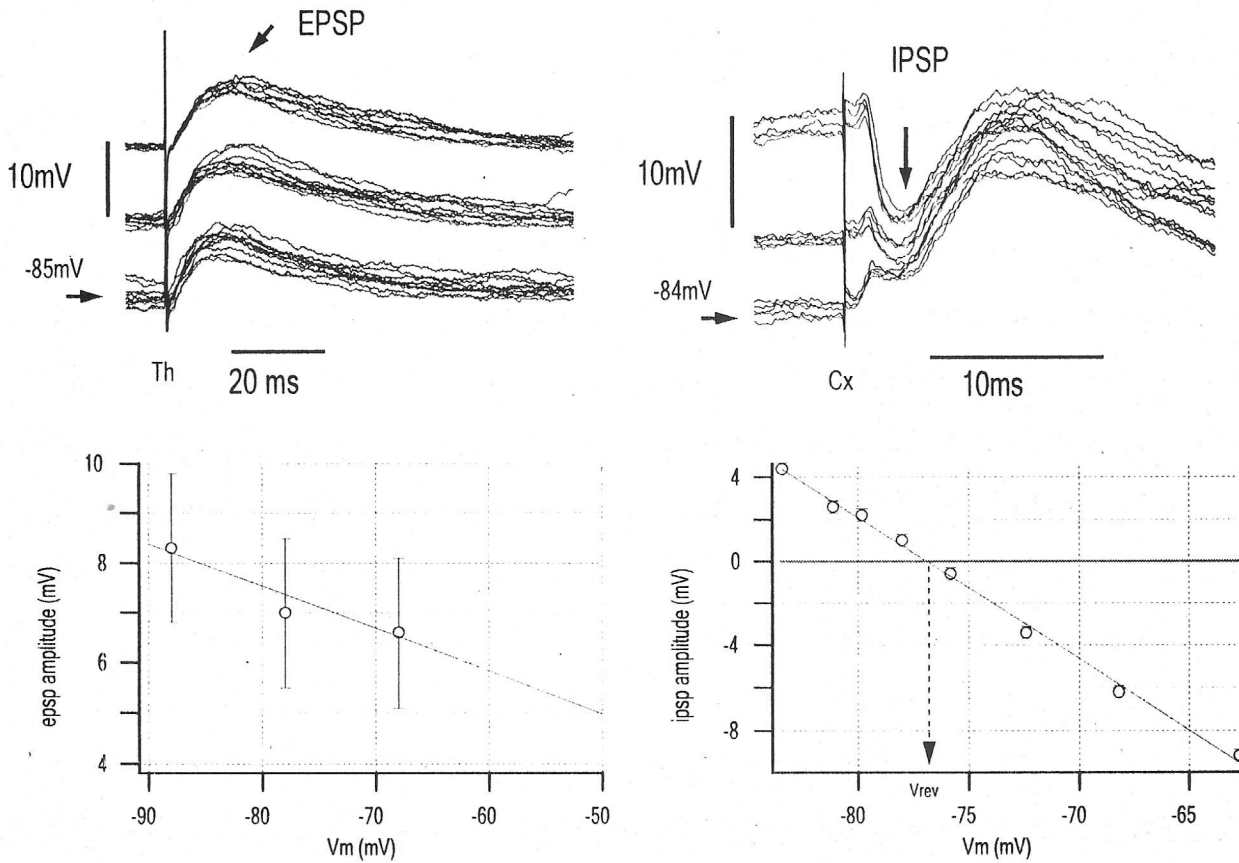 EPSP
10mV
-85mV
Th
20 ms
IPSP
10mV
-84mV
Cx
10ms
10
8
6
4
epsp amplitude (mV)
-90
-80
-70
-60
-50
Vm (mV)
4
0
-4
-8
ipsp amplitude (mV)
Vrev
-80
-75
-70
-65
Vm (mV)